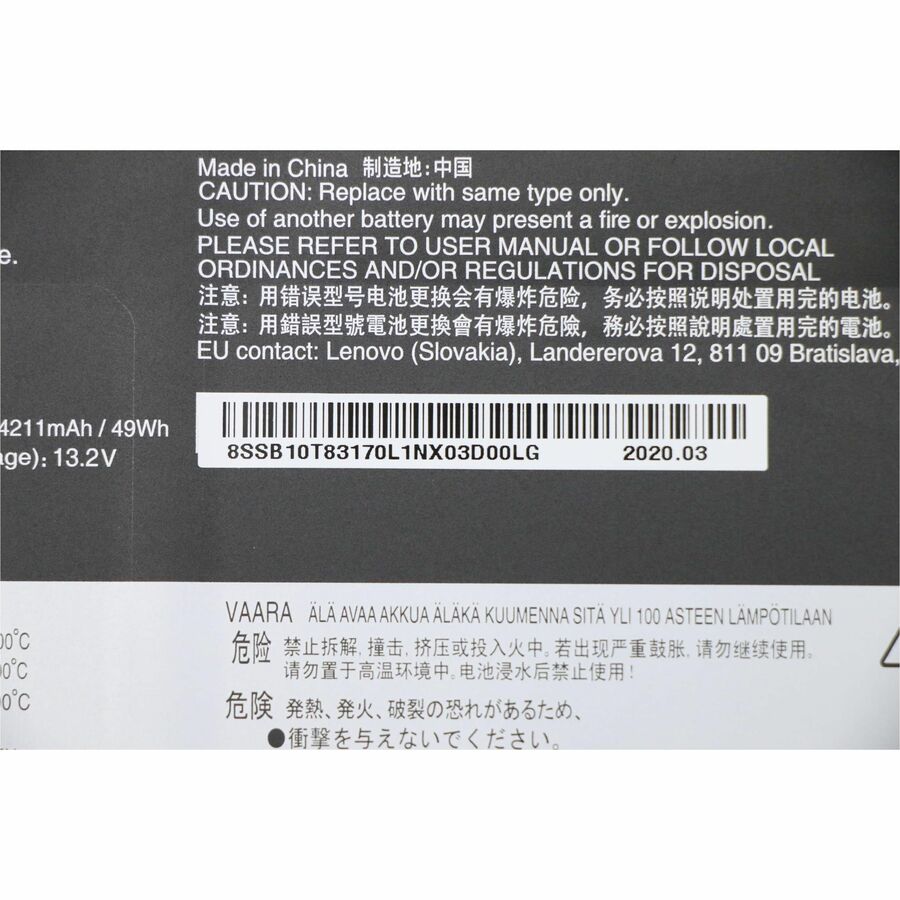 Made in China 制造地:中国
CAUTION: Replace with same type only.
Use of another battery may present a fire or explosion.
PLEASE REFER TO USER MANUAL OR FOLLOW LOCAL
ORDINANCES AND/OR REGULATIONS FOR DISPOSAL
注意: 用错误型号电池更换会有爆炸危险，务必按照说明处置用完的电池。
注意: 用錯誤型號電池更換會有爆炸危險，務必按照說明處置用完的電池。
EU contact: Lenovo (Slovakia), Landererova 12, 811 09 Bratislava,
4211mAh / 49Wh
13.2V
8SSB10T83170L1NX03D00LG 2020.03
VAARA ÄLÄ AVAA AKKUA ÄLÄKÄ KUUMENNA SITÄ YLI 100 ASTEEN LÄMPÖTILAAN
危险 禁止拆解, 撞击, 挤压或投入火中。若出现严重鼓胀, 请勿继续使用。
请勿置于高温环境中。电池浸水后禁止使用!
危険 発熱、発火、破裂の恐れがあるため、
●衝撃を与えないでください。